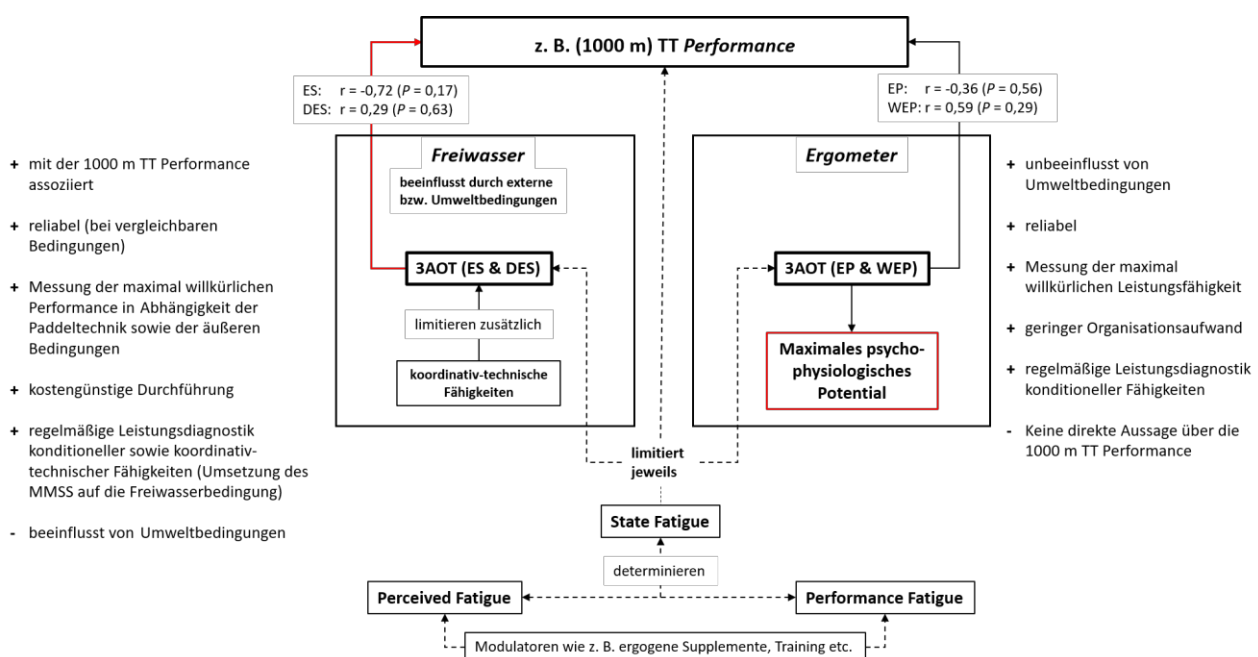 z. B. (1000 m) TT Performance
ES: r = -0,72 (P = 0,17)
DES: r = 0,29 (P = 0,63)
EP: r = -0,36 (P = 0,56)
WEP: r = 0,59 (P = 0,29)
+ mit der 1000 m TT Performance
assoziiert
+ reliabel (bei vergleichbaren
Bedingungen)
+ Messung der maximal willkürlichen
Performance in Abhängigkeit der
Paddeltechnik sowie der äußeren
Bedingungen
+ kostengünstige Durchführung
+ regelmäßige Leistungsdiagnostik
konditioneller sowie koordinativ-
technischer Fähigkeiten (Umsetzung des
MMSS auf die Freiwasserbedingung)
- beeinflusst von Umweltbedingungen
Freiwasser
beeinflusst durch externe
bzw. Umweltbedingungen
3AOT (ES & DES)
limitieren zusätzlich
koordinativ-technische
Fähigkeiten
Ergometer
3AOT (EP & WEP)
Maximales psycho-
physiologisches
Potential
+ unbeeinflusst von
Umweltbedingungen
+ reliabel
+ Messung der maximal
willkürlichen Leistungsfähigkeit
+ geringer Organisationsaufwand
+ regelmäßige Leistungsdiagnostik
konditioneller Fähigkeiten
- Keine direkte Aussage über die
1000 m TT Performance
limitiert
jeweils
State Fatigue
determinieren
Perceived Fatigue
Performance Fatigue
Modulatoren wie z. B. ergogene Supplemente, Training etc.